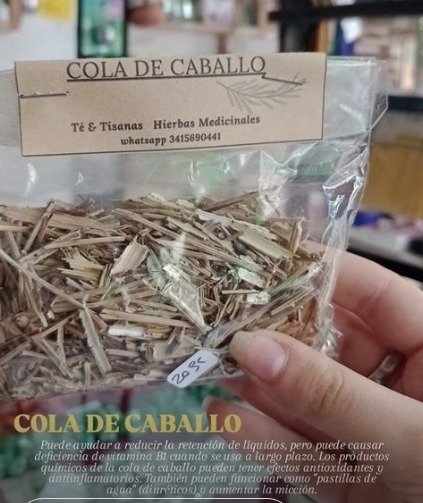 COLA DE CABALLO
Té & Tisanas Hierbas Medicinales
whatsapp 3415690441
20 gr
COLA DE CABALLO
Puede ayudar a reducir la retención de líquidos, pero puede causar
deficiencia de vitamina B1 cuando se usa a largo plazo. Los productos
químicos de la cola de caballo pueden tener efectos antioxidantes y
antiinflamatorios. También pueden funcionar como "pastillas de
agua" (diuréticos) y aumentar la micción.